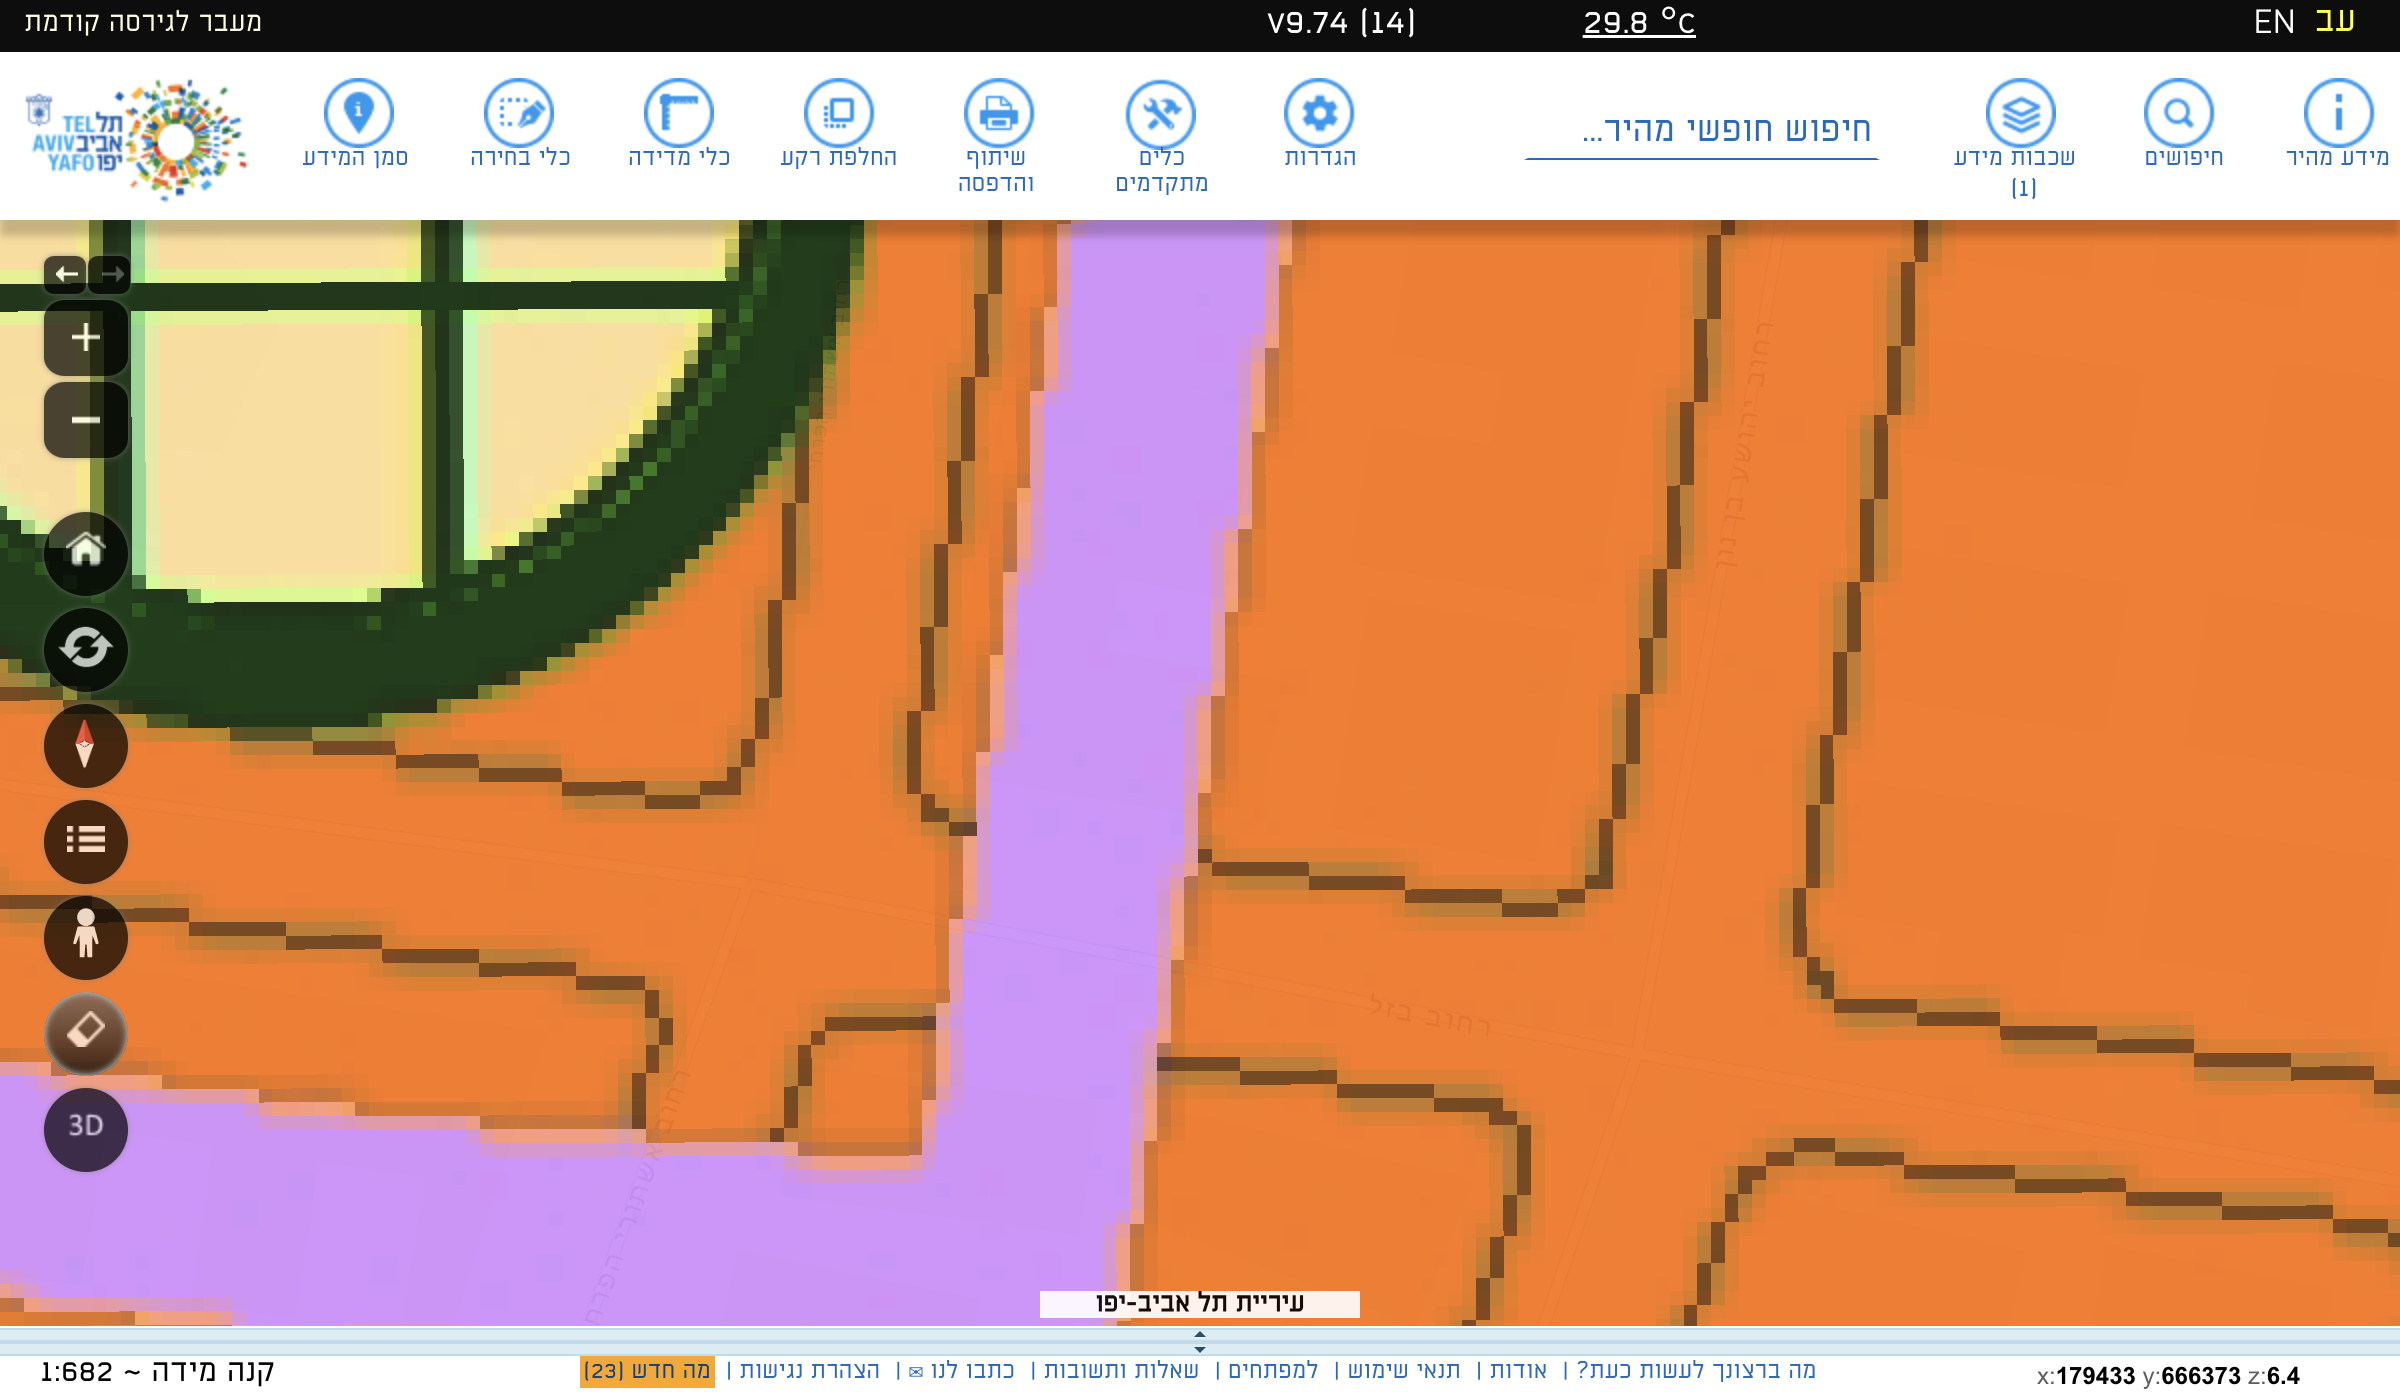 מעבר לגירסה קודמת
V9.74 (14)
29.8 °C
EN עב
תל אביב יפו
TEL AVIV YAFO
סמן המידע
כלי בחירה
כלי מדידה
החלפת רקע
שיתוף והדפסה
כלים מתקדמים
הגדרות
חיפוש חופשי מהיר...
שכבות מידע (1)
חיפושים
מידע מהיר
רחוב יהושע בן נון
רחוב בזל
רחוב אשתורי הפרחי
3D
עיריית תל אביב-יפו
קנה מידה ~ 1:682
מה ברצונך לעשות כעת? | אודות | תנאי שימוש | למפתחים | שאלות ותשובות | כתבו לנו ✉ | הצהרת נגישות | מה חדש (23)
x:179433 y:666373 z:6.4